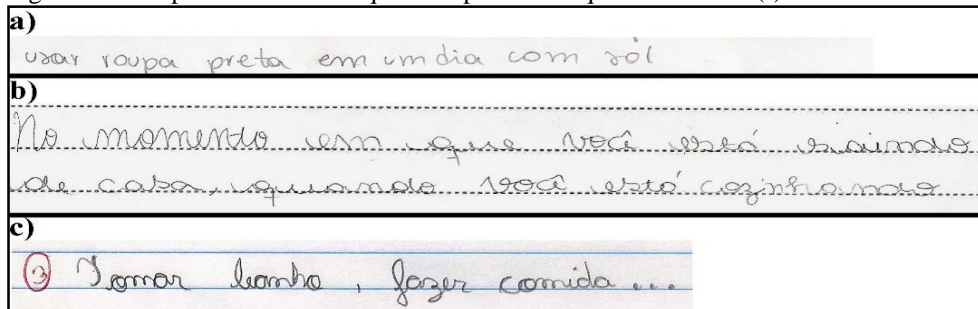 a)
usar roupa preta em um dia com sól
b)
No momento em que você está saindo
de casa, quando você está cozinhando
c)
3 Tomar banho, fazer comida...